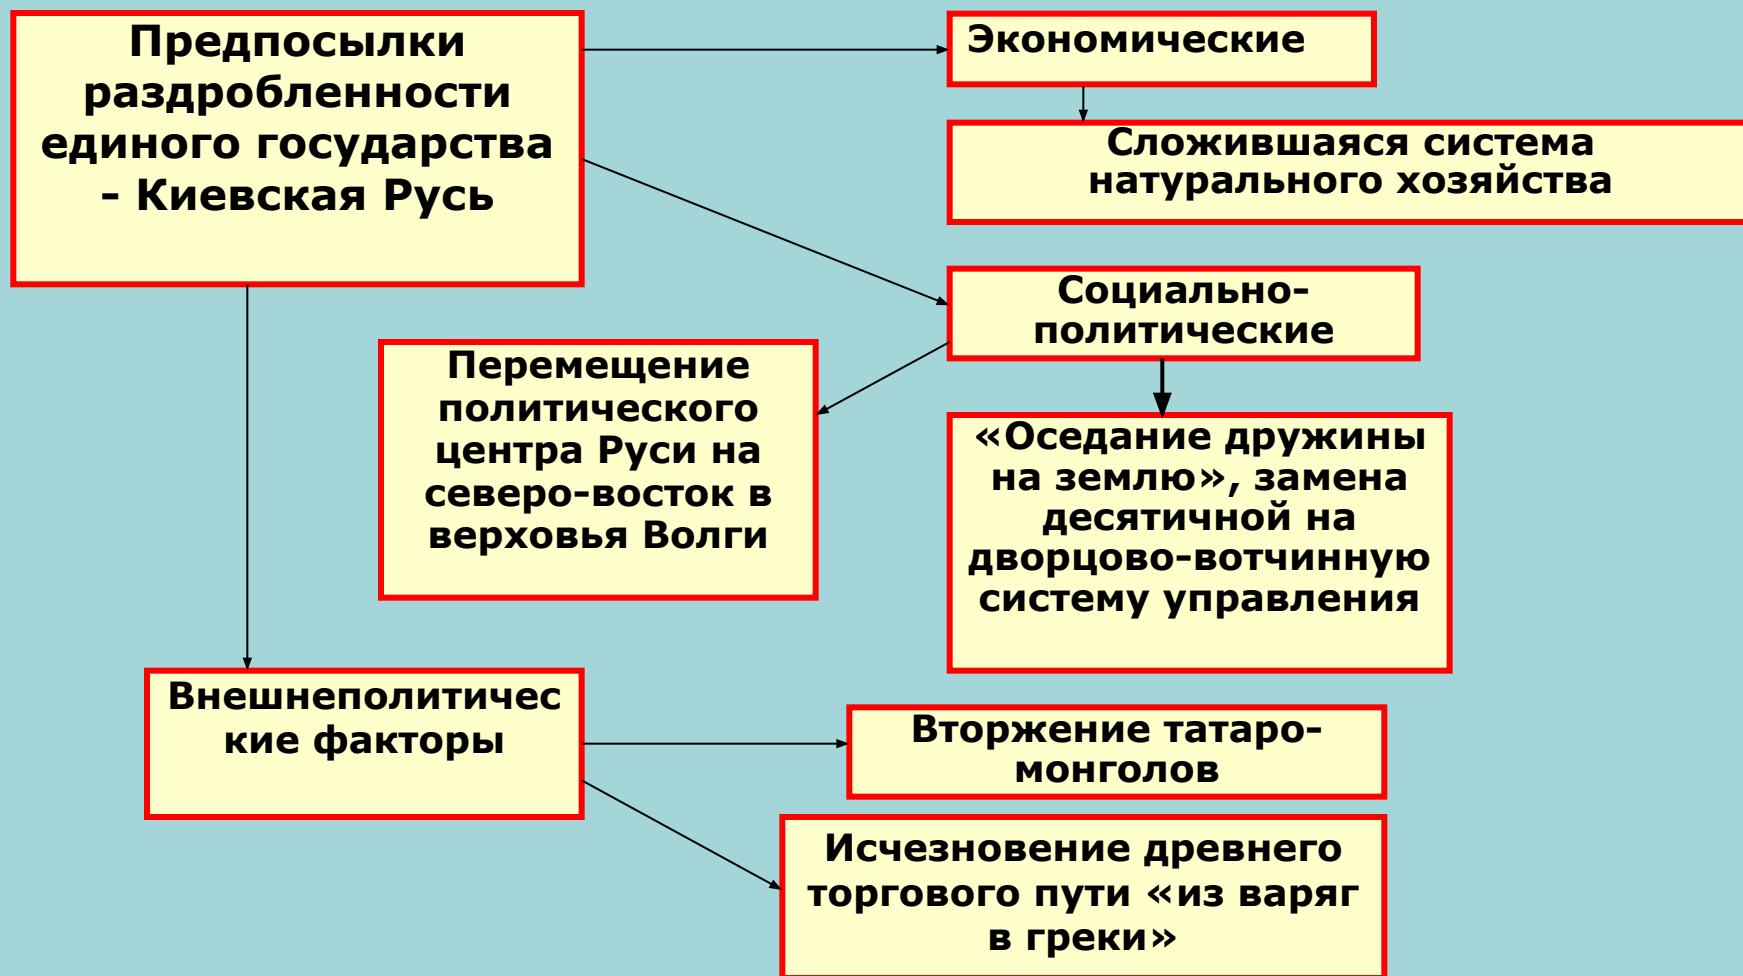 Предпосылки
раздробленности
единого государства
- Киевская Русь
Экономические
Сложившаяся система
натурального хозяйства
Социально-
политические
Перемещение
политического
центра Руси на
северо-восток в
верховья Волги
«Оседание дружины
на землю», замена
десятичной на
дворцово-вотчинную
систему управления
Внешнеполитичес
кие факторы
Вторжение татаро-
монголов
Исчезновение древнего
торгового пути «из варяг
в греки»